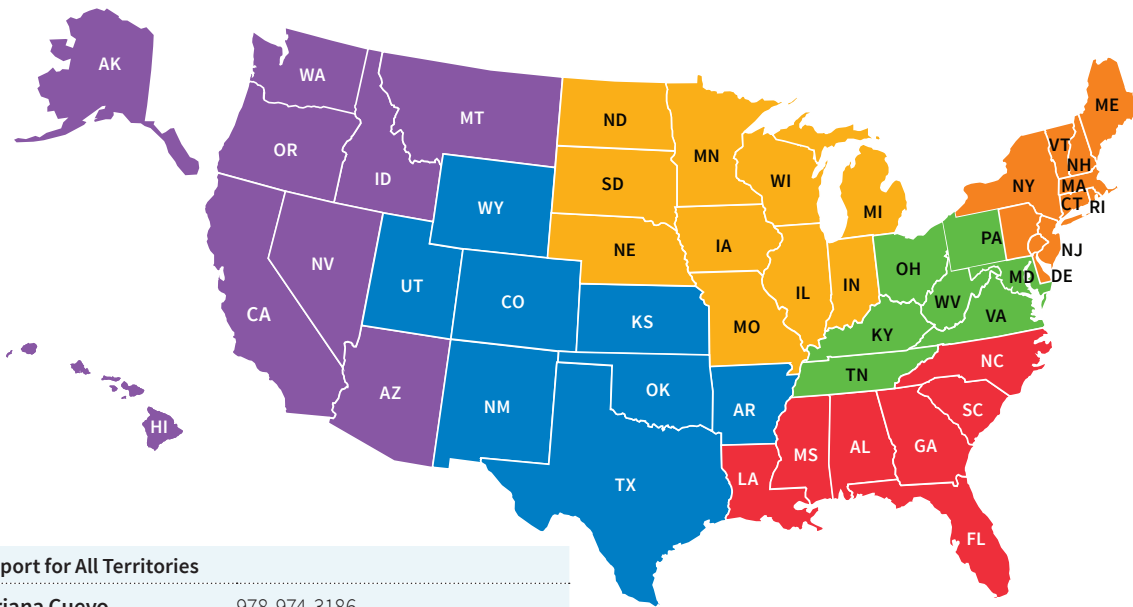 AK
WA
MT
ND
MN
ME
OR
ID
SD
WI
MI
VT
NH
NY
MA
CT
RI
WY
NE
IA
PA
NJ
NV
UT
CO
IL
IN
OH
MD
DE
CA
KS
MO
WV
VA
KY
AZ
NM
OK
AR
TN
NC
HI
TX
LA
MS
AL
GA
SC
FL
port for All Territories
riana Cuevo 978-974-3186